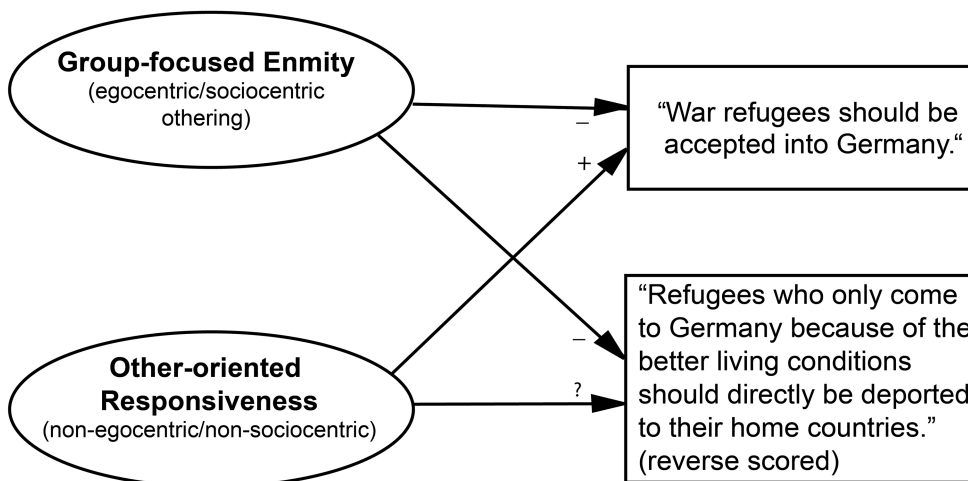 Group-focused Enmity
(egocentric/sociocentric
othering)
“War refugees should be
accepted into Germany.“
–
+
“Refugees who only come
to Germany because of the
better living conditions
should directly be deported
to their home countries.”
(reverse scored)
–
?
Other-oriented
Responsiveness
(non-egocentric/non-sociocentric)